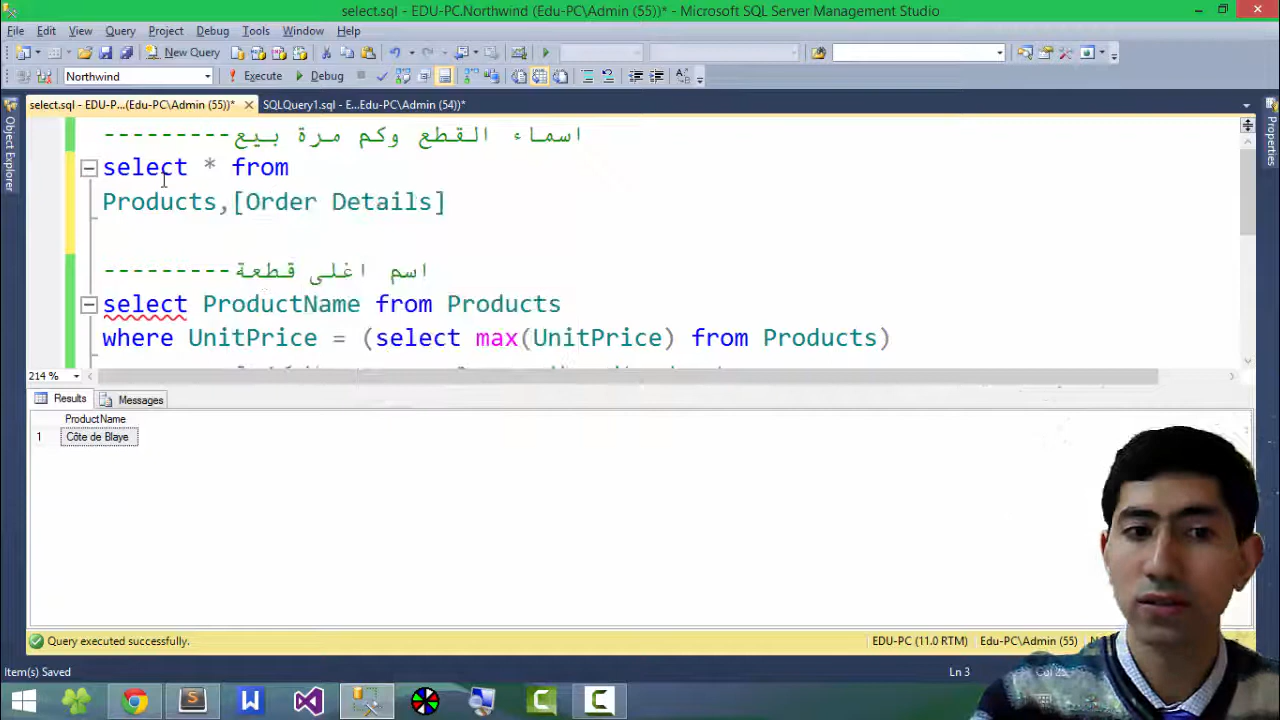 select.sql - EDU-PC.Northwind (Edu-PC\Admin (55))* - Microsoft SQL Server Management Studio
File Edit View Query Project Debug Tools Window Help
New Query
Northwind Execute Debug
select.sql - EDU-P...(Edu-PC\Admin (55))* SQLQuery1.sql - E...Edu-PC\Admin (54))*
Object Explorer
Properties
---------اسماء القطع وكم مرة بيع
select * from
Products,[Order Details]
---------اسم اغلى قطعة
select ProductName from Products
where UnitPrice = (select max(UnitPrice) from Products)
214 %
Results Messages
ProductName
1 Côte de Blaye
Query executed successfully. EDU-PC (11.0 RTM) Edu-PC\Admin (55)
Item(s) Saved Ln 3